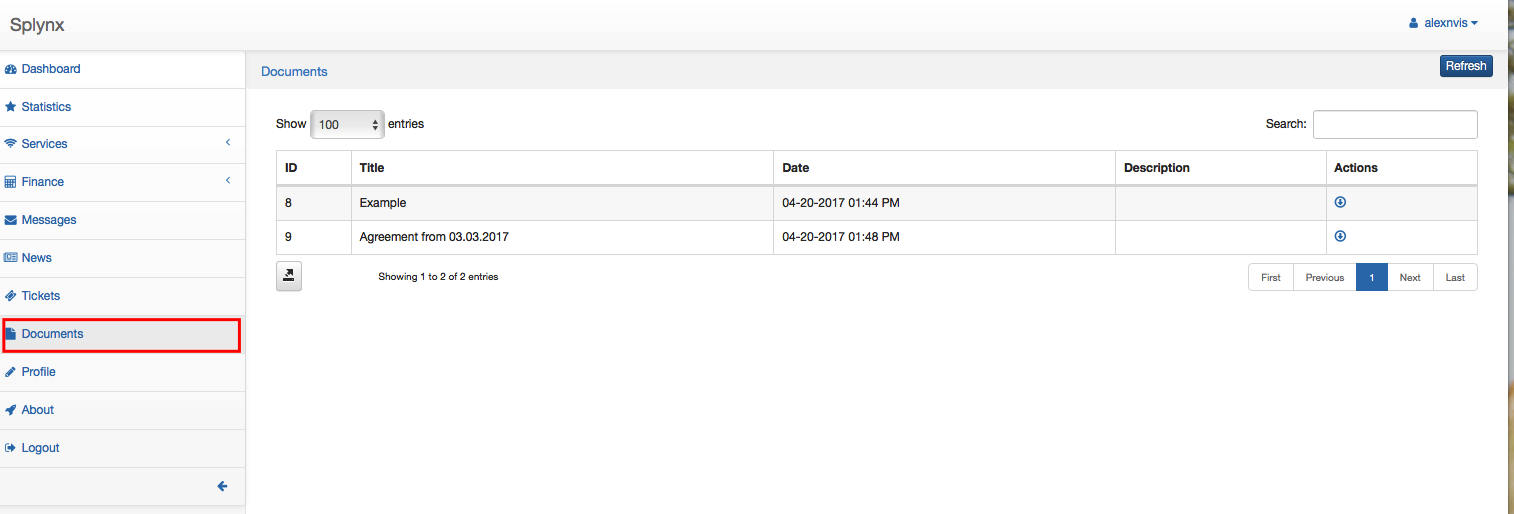 Splynx
alexnvis
Dashboard
Statistics
Services
Finance
Messages
News
Tickets
Documents
Profile
About
Logout
Documents
Refresh
Show 100 entries
Search:
ID Title Date Description Actions
8 Example 04-20-2017 01:44 PM
9 Agreement from 03.03.2017 04-20-2017 01:48 PM
Showing 1 to 2 of 2 entries
First Previous 1 Next Last